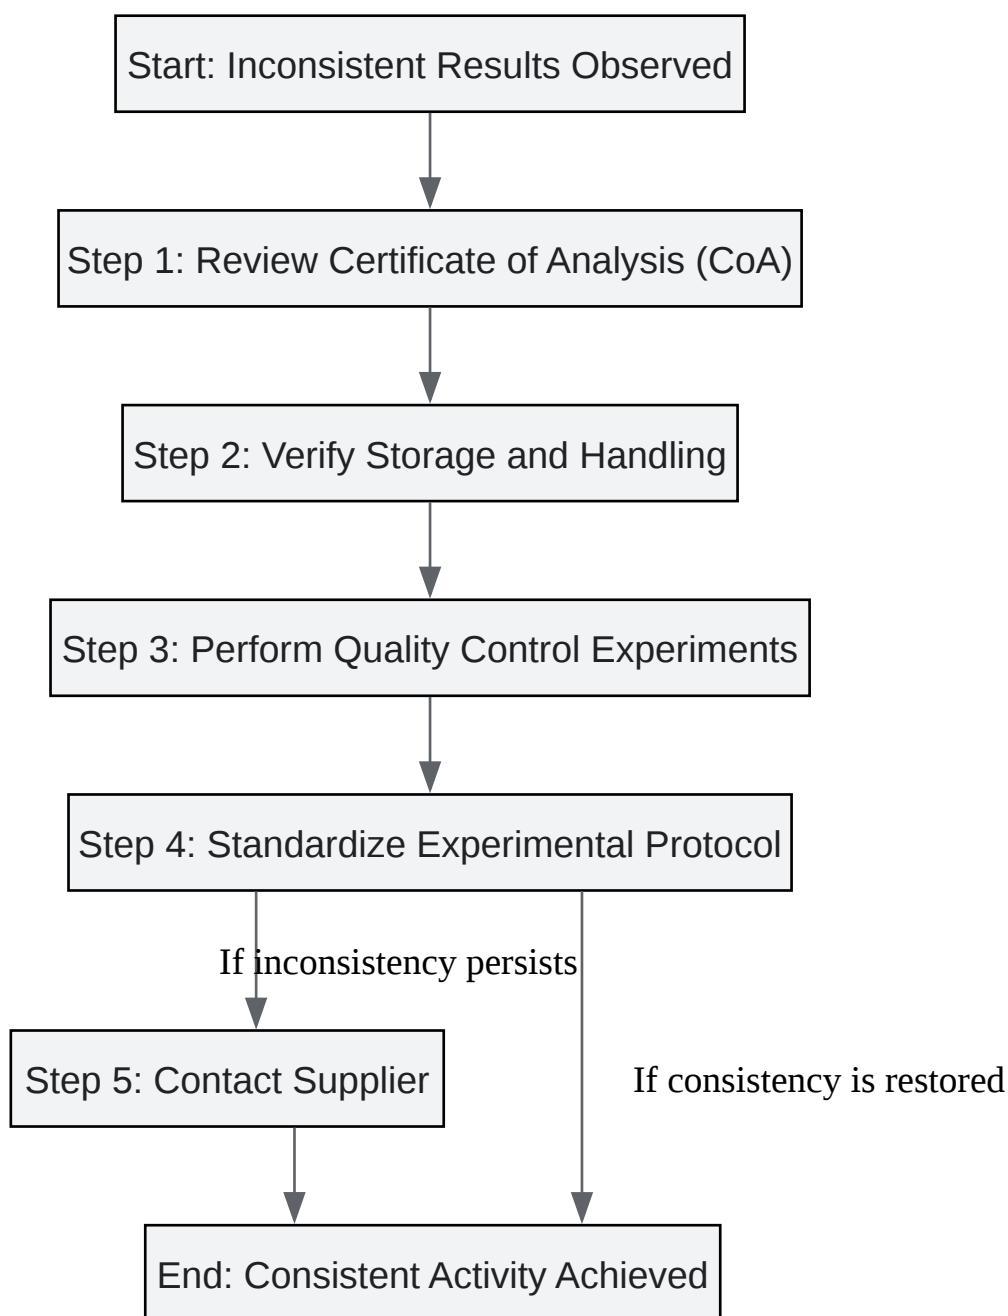 Start: Inconsistent Results Observed
Step 1: Review Certificate of Analysis (CoA)
Step 2: Verify Storage and Handling
Step 3: Perform Quality Control Experiments
Step 4: Standardize Experimental Protocol
If inconsistency persists
Step 5: Contact Supplier
If consistency is restored
End: Consistent Activity Achieved